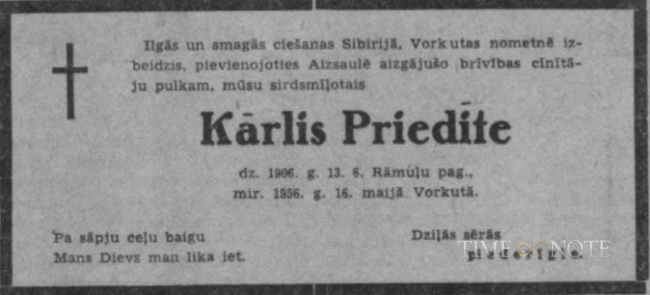 Ilgās un smagās ciešanas Sibirijā, Vorkutas nometnē iz-
beidzis, pievienojoties Aizsaulē aizgājušo brīvības cīnītā-
ju pulkam, mūsu sirdsmīļotais
Kārlis Priedīte
dz. 1906. g. 13. 6. Rāmuļu pag.,
mir. 1956. g. 16. maijā Vorkutā.
Pa sāpju ceļu baigu
Mans Dievs man lika iet.
Dziļās sērās
piederīgie.
TIMENOTE